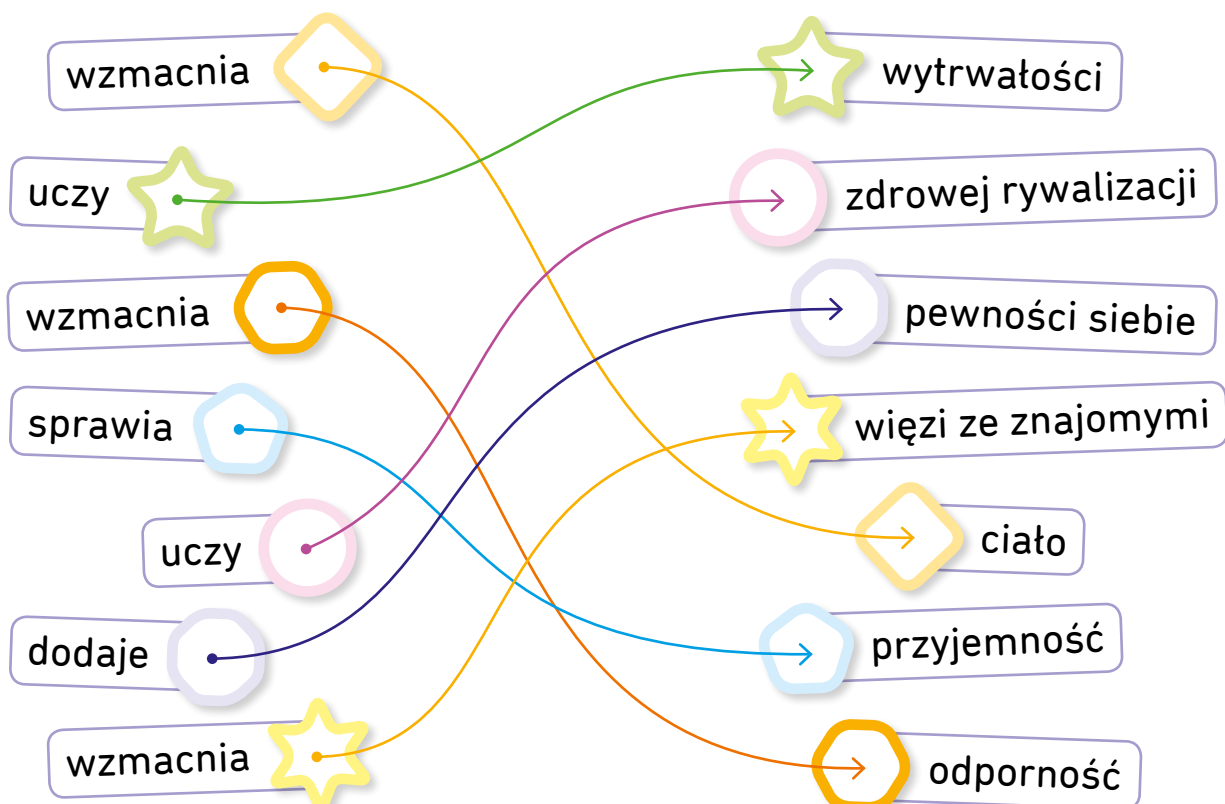 wzmacnia
uczy
wzmacnia
sprawia
uczy
dodaje
wzmacnia
wytrwałości
zdrowej rywalizacji
pewności siebie
więzi ze znajomymi
ciało
przyjemność
odporność